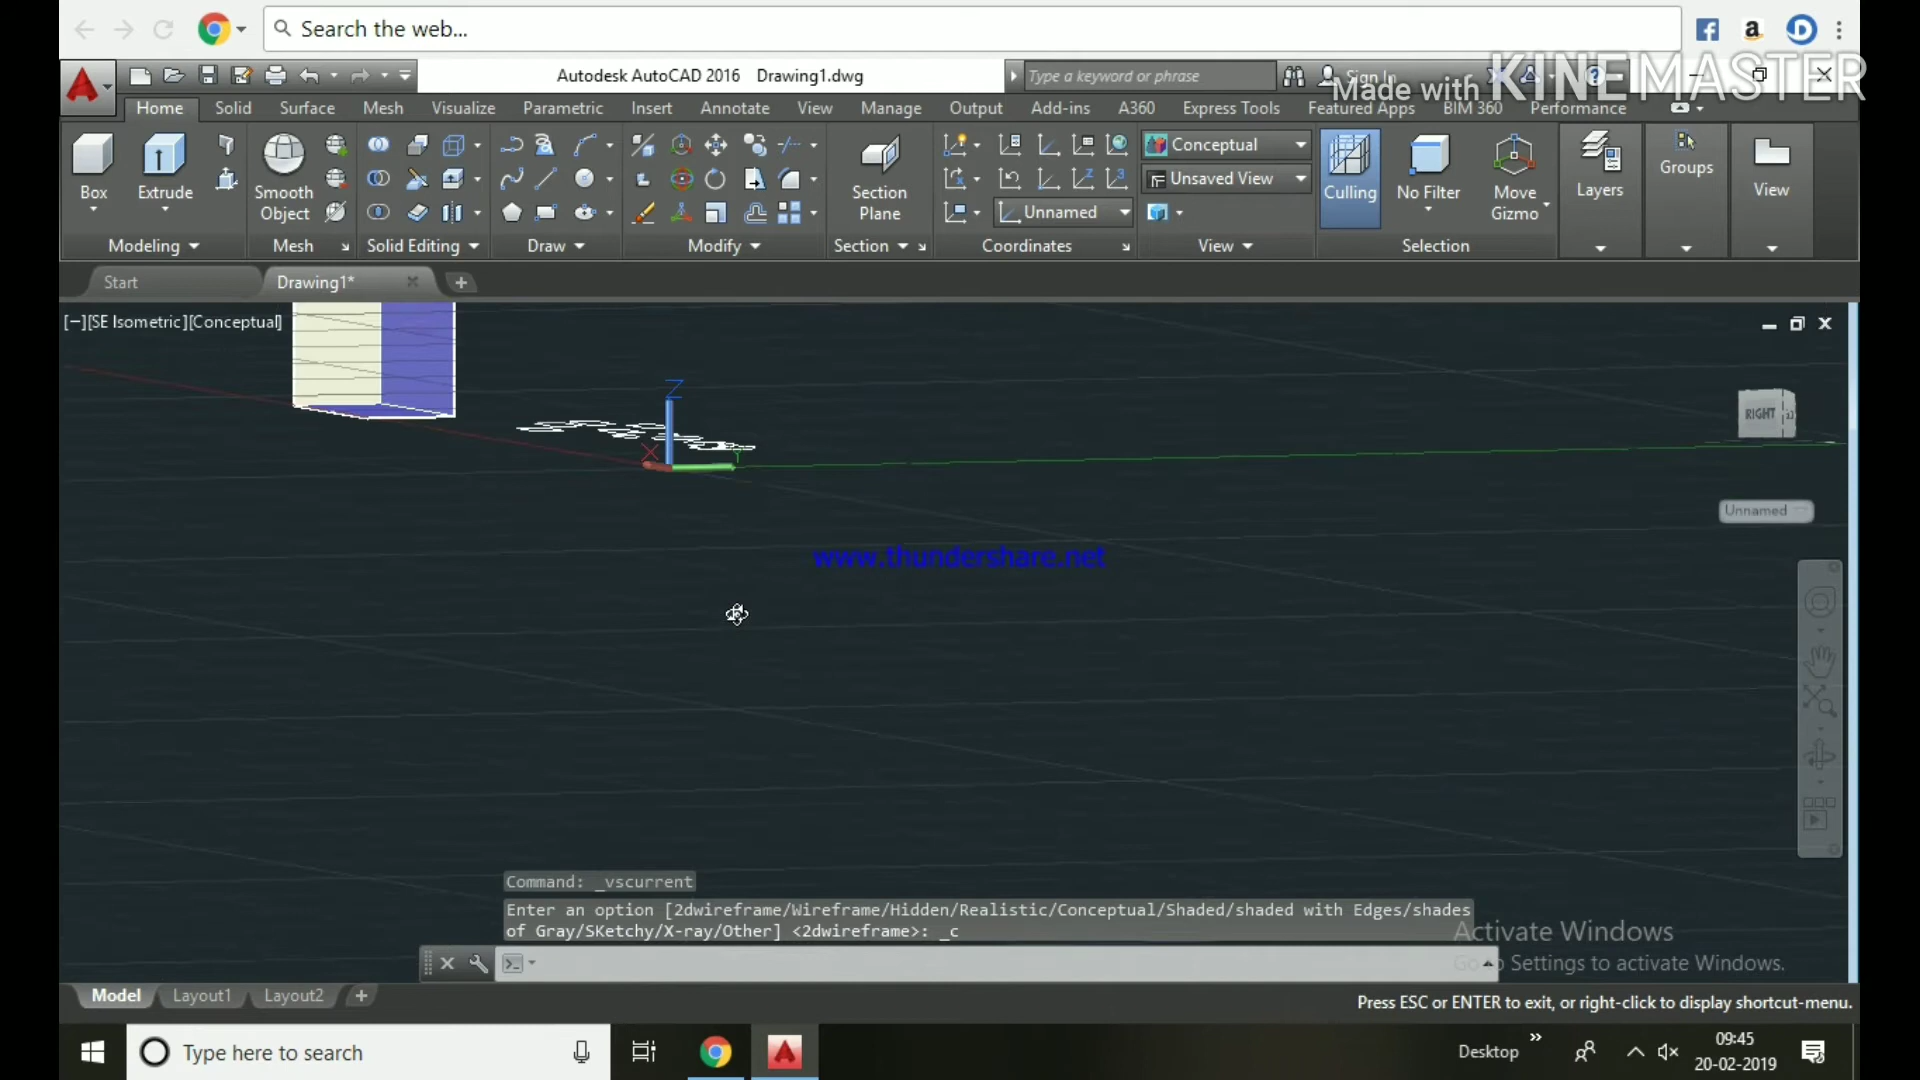 Search the web...
Autodesk AutoCAD 2016 Drawing1.dwg
Type a keyword or phrase
Sign In
Made with KINEMASTER
Home Solid Surface Mesh Visualize Parametric Insert Annotate View Manage Output Add-ins A360 Express Tools Featured Apps BIM 360 Performance
Box
Extrude
Smooth Object
Section Plane
Conceptual
Unsaved View
Unnamed
Culling
No Filter
Move Gizmo
Layers
Groups
View
Modeling Mesh Solid Editing Draw Modify Section Coordinates View Selection
Start Drawing1*
[−][SE Isometric][Conceptual]
Z
X Y
RIGHT
Unnamed
www.thundershare.net
Command: _vscurrent
Enter an option [2dwireframe/Wireframe/Hidden/Realistic/Conceptual/Shaded/shaded with Edges/shades
of Gray/SKetchy/X-ray/Other] <2dwireframe>: _c
Activate Windows
Go to Settings to activate Windows.
Model Layout1 Layout2
Press ESC or ENTER to exit, or right-click to display shortcut-menu.
Type here to search
Desktop
09:45
20-02-2019